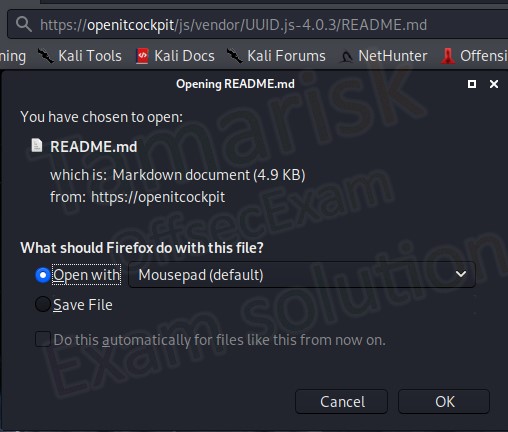 https://openitcockpit/js/vendor/UUID.js-4.0.3/README.md
ning Kali Tools Kali Docs Kali Forums NetHunter Offensi
Opening README.md
You have chosen to open:
README.md
which is: Markdown document (4.9 KB)
from: https://openitcockpit
What should Firefox do with this file?
Open with Mousepad (default)
Save File
Do this automatically for files like this from now on.
Cancel OK
Tamarisk
OffsecExam
Exam solution